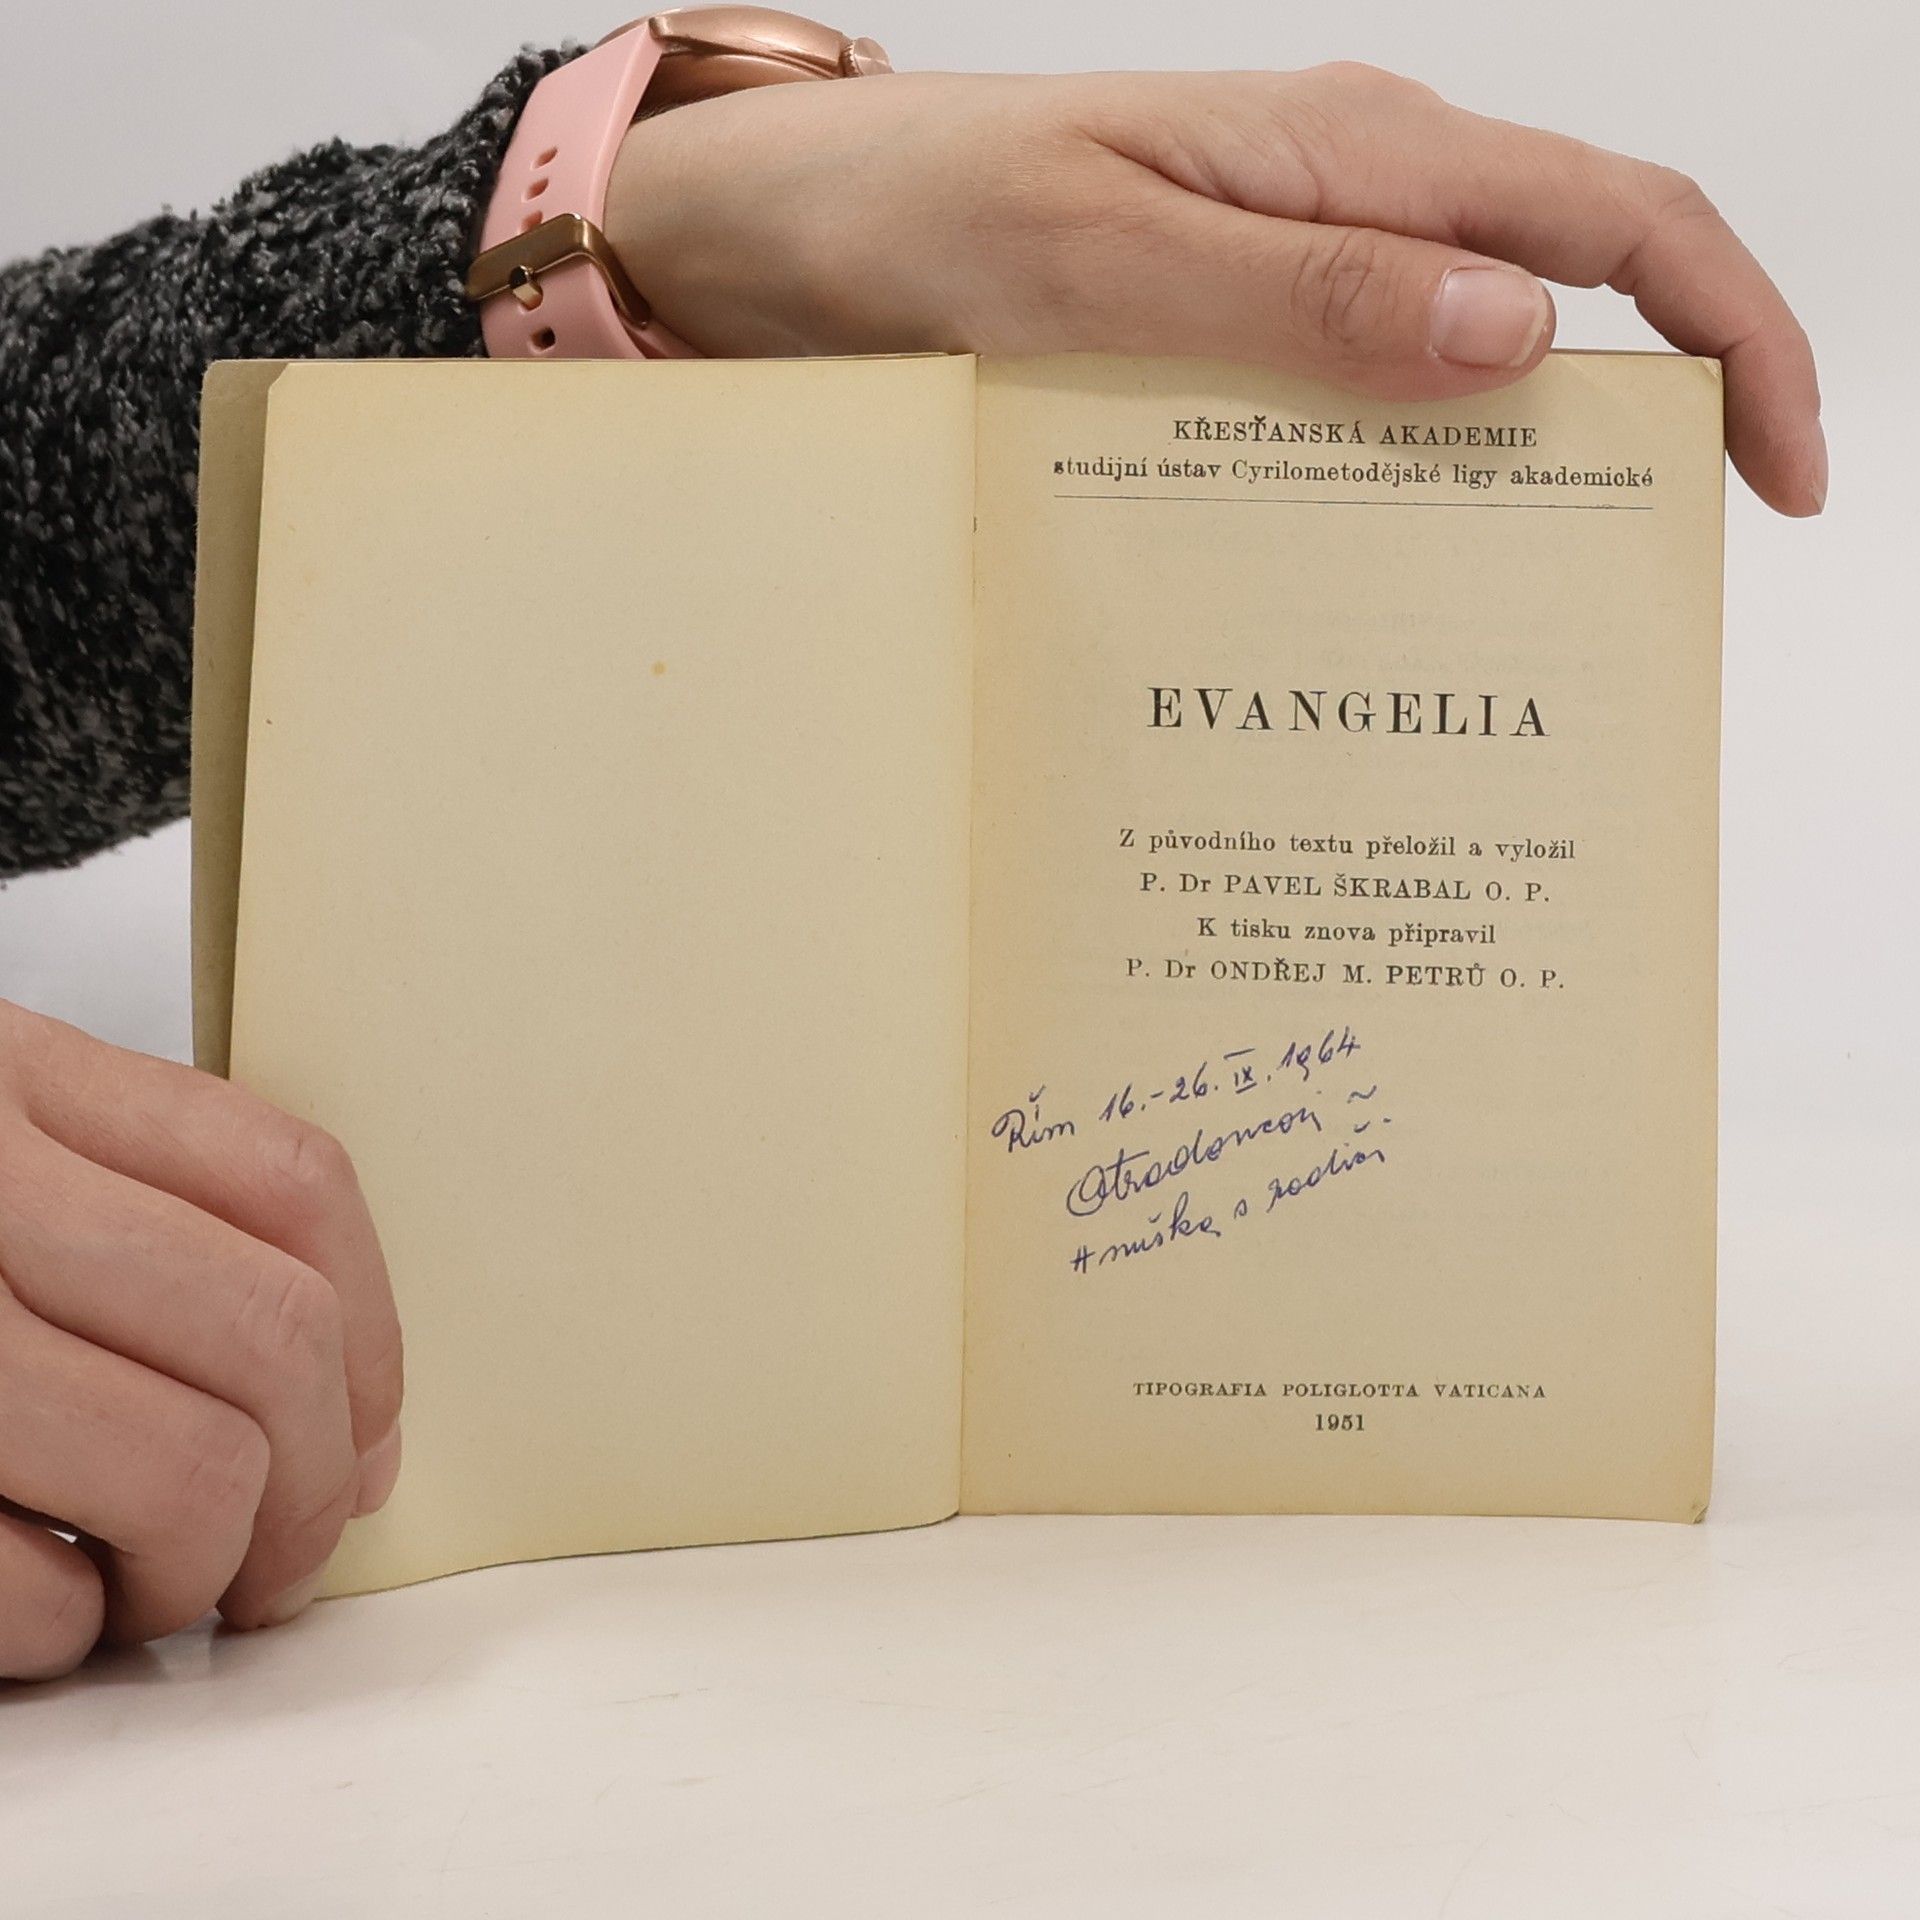 KŘESŤANSKÁ AKADEMIE
studijní ústav Cyrilometodějské ligy akademické
EVANGELIA
Z původního textu přeložil a vyložil
P. Dr PAVEL ŠKRABAL O. P.
K tisku znova připravil
P. Dr ONDŘEJ M. PETRŮ O. P.
Řím 16.-26. IX. 1964
s rodiči
TIPOGRAFIA POLIGLOTTA VATICANA
1951